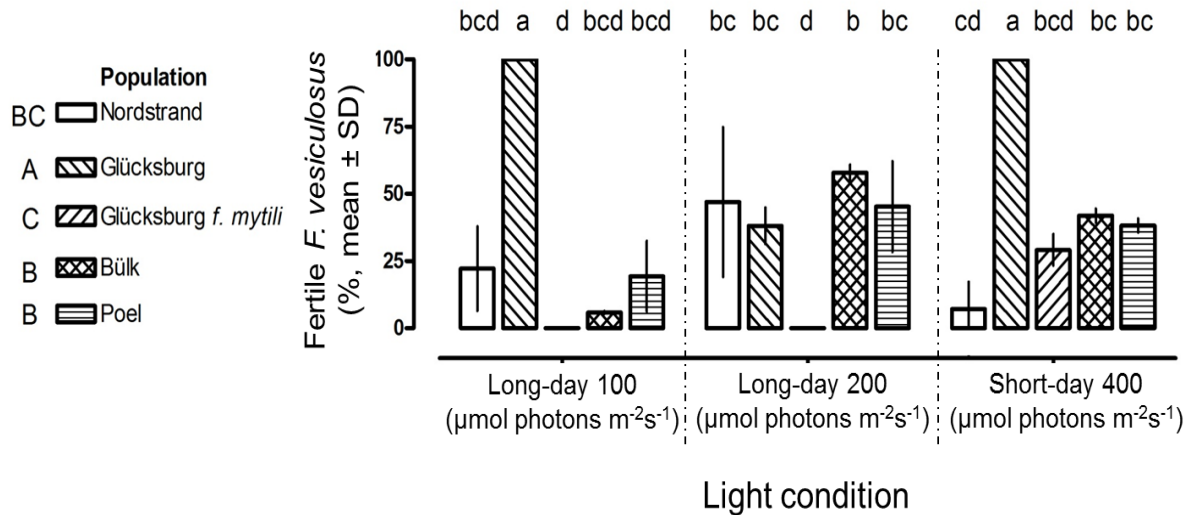 bcd a d bcd bcd bc bc d b bc cd a bcd bc bc
Population
BC Nordstrand
A Glücksburg
C Glücksburg f. mytili
B Bülk
B Poel
Fertile F. vesiculosus
(%, mean ± SD)
100
75
50
25
0
Long-day 100
(µmol photons m-2s-1)
Long-day 200
(µmol photons m-2s-1)
Short-day 400
(µmol photons m-2s-1)
Light condition